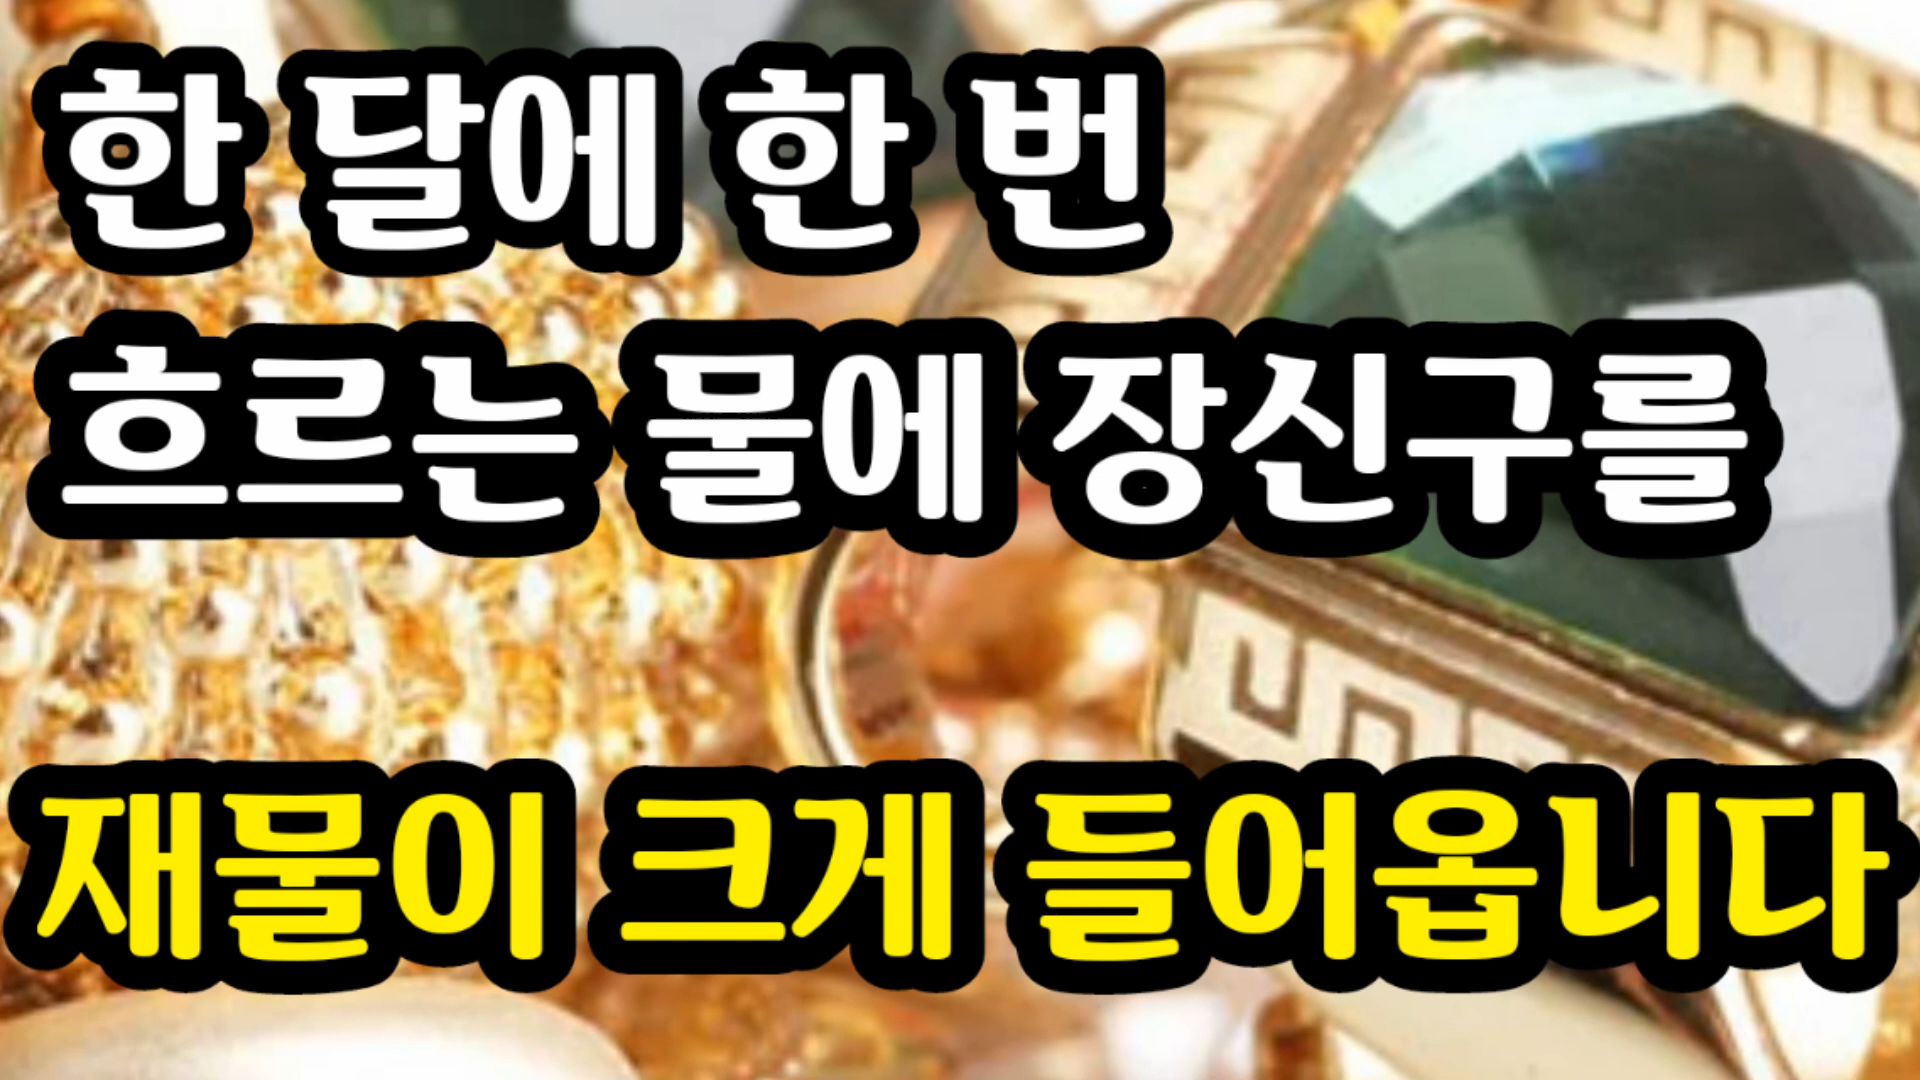 한 달에 한 번
흐르는 물에 장신구를
재물이 크게 들어옵니다